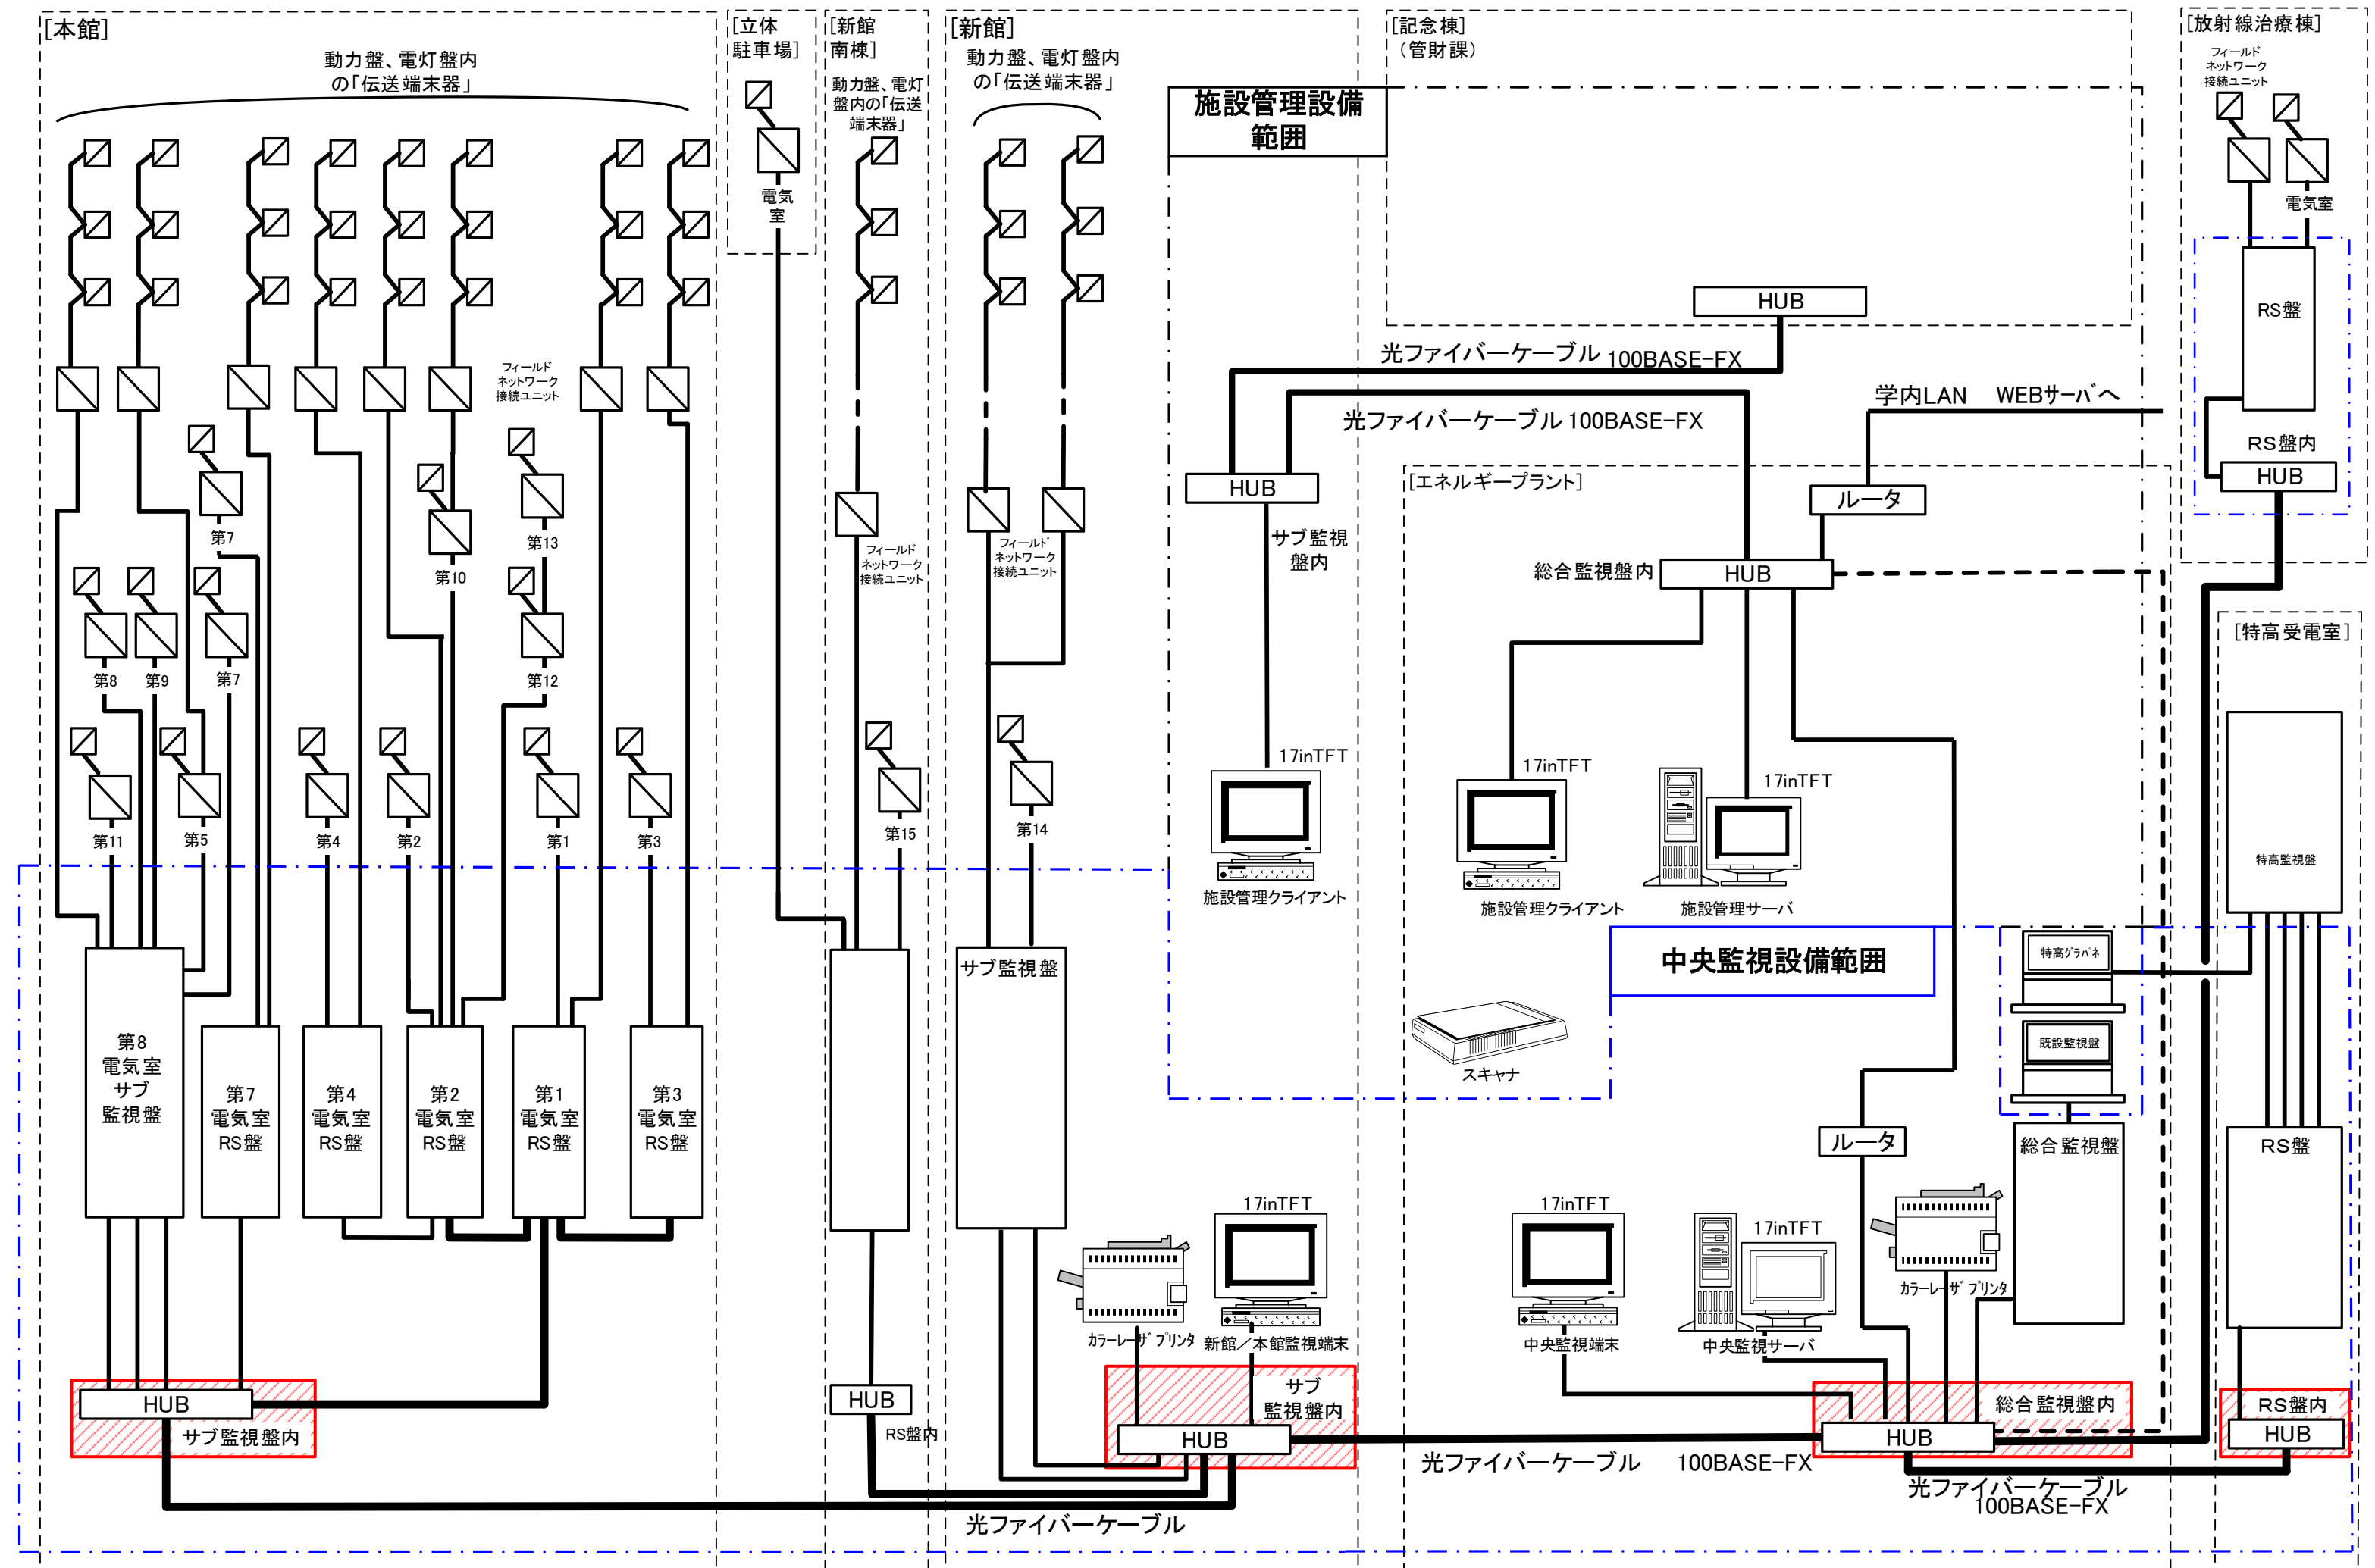 [本館]
動力盤、電灯盤内
の「伝送端末器」
フィールド
ネットワーク
接続ユニット
第7
第13
第10
第8
第9
第7
第12
第11
第5
第4
第2
第1
第3
第8
電気室
サブ
監視盤
第7
電気室
RS盤
第4
電気室
RS盤
第2
電気室
RS盤
第1
電気室
RS盤
第3
電気室
RS盤
HUB
サブ監視盤内
[立体
駐車場]
電気
室
[新館
南棟]
動力盤、電灯
盤内の「伝送
端末器」
フィールド
ネットワーク
接続ユニット
第15
HUB
RS盤内
[新館]
動力盤、電灯盤内
の「伝送端末器」
フィールド
ネットワーク
接続ユニット
第14
サブ監視盤
カラーレーザプリンタ
17inTFT
新館／本館監視端末
サブ
監視盤内
HUB
光ファイバーケーブル
施設管理設備
範囲
HUB
サブ監視
盤内
17inTFT
施設管理クライアント
[記念棟]
（管財課）
HUB
光ファイバーケーブル 100BASE-FX
光ファイバーケーブル 100BASE-FX
学内LAN WEBサーバへ
[エネルギープラント]
ルータ
総合監視盤内
HUB
17inTFT
施設管理クライアント
17inTFT
施設管理サーバ
中央監視設備範囲
スキャナ
特高グラパネ
既設監視盤
総合監視盤
ルータ
17inTFT
中央監視端末
17inTFT
中央監視サーバ
カラーレーザプリンタ
総合監視盤内
HUB
光ファイバーケーブル 100BASE-FX
光ファイバーケーブル
100BASE-FX
[放射線治療棟]
フィールド
ネットワーク
接続ユニット
電気室
RS盤
RS盤内
HUB
[特高受電室]
特高監視盤
RS盤
RS盤内
HUB